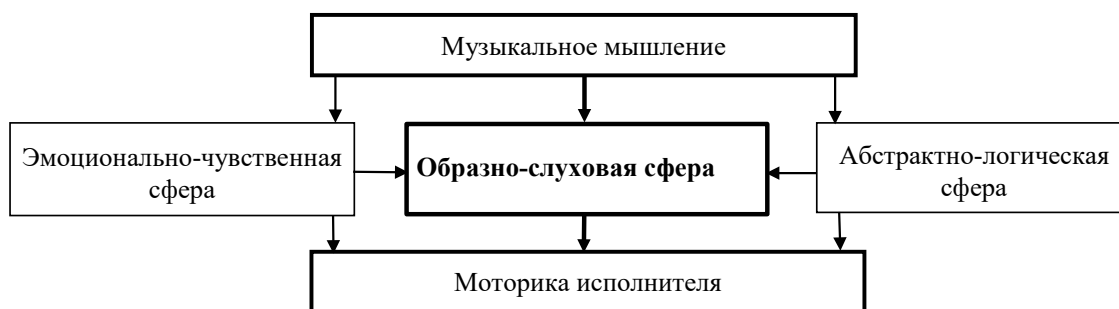 Музыкальное мышление
Эмоционально-чувственная
сфера
Образно-слуховая сфера
Абстрактно-логическая
сфера
Моторика исполнителя